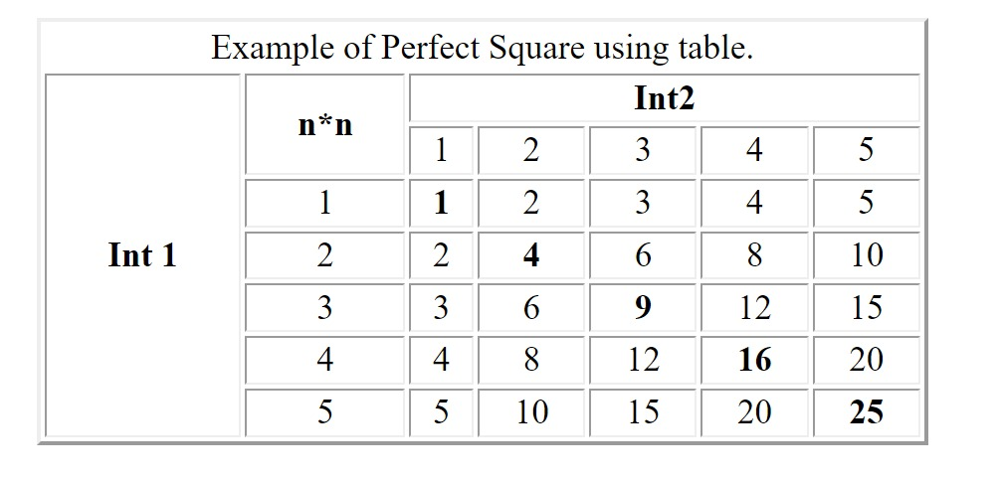 Example of Perfect Square using table.
Int 1 n*n Int2
1 2 3 4 5
1 1 2 3 4 5
2 2 4 6 8 10
3 3 6 9 12 15
4 4 8 12 16 20
5 5 10 15 20 25